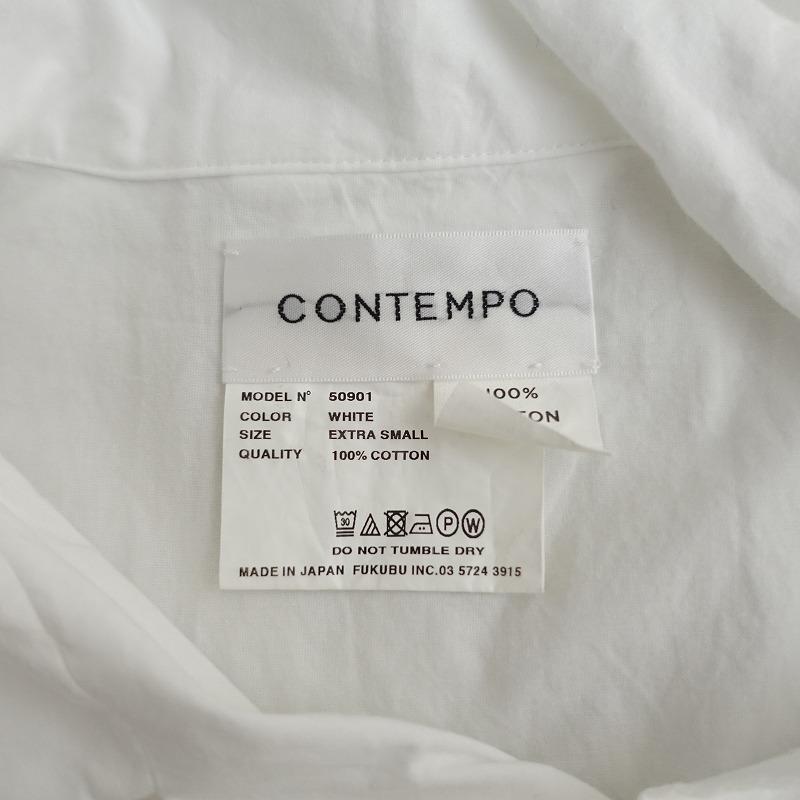 CONTEMPO
MODEL N° 50901
COLOR WHITE
SIZE EXTRA SMALL
QUALITY 100% COTTON
100%
30 P W
DO NOT TUMBLE DRY
MADE IN JAPAN FUKUBU INC.03 5724 3915